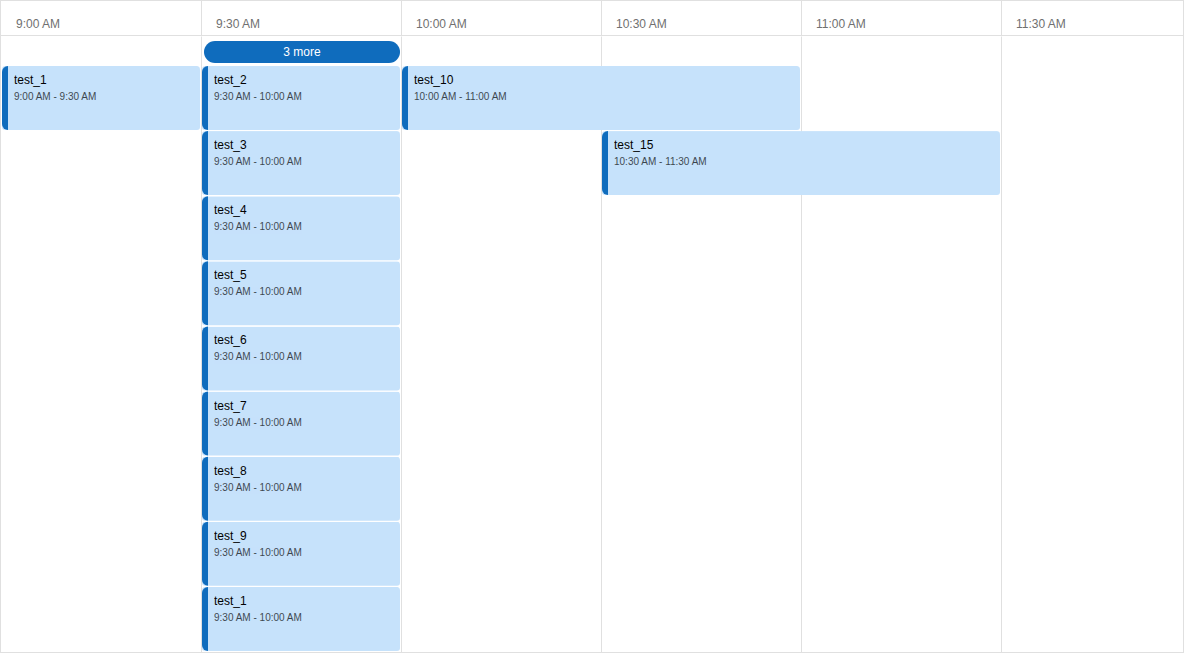 9:00 AM
9:30 AM
10:00 AM
10:30 AM
11:00 AM
11:30 AM
3 more
test_1
9:00 AM - 9:30 AM
test_2
9:30 AM - 10:00 AM
test_10
10:00 AM - 11:00 AM
test_3
9:30 AM - 10:00 AM
test_15
10:30 AM - 11:30 AM
test_4
9:30 AM - 10:00 AM
test_5
9:30 AM - 10:00 AM
test_6
9:30 AM - 10:00 AM
test_7
9:30 AM - 10:00 AM
test_8
9:30 AM - 10:00 AM
test_9
9:30 AM - 10:00 AM
test_1
9:30 AM - 10:00 AM